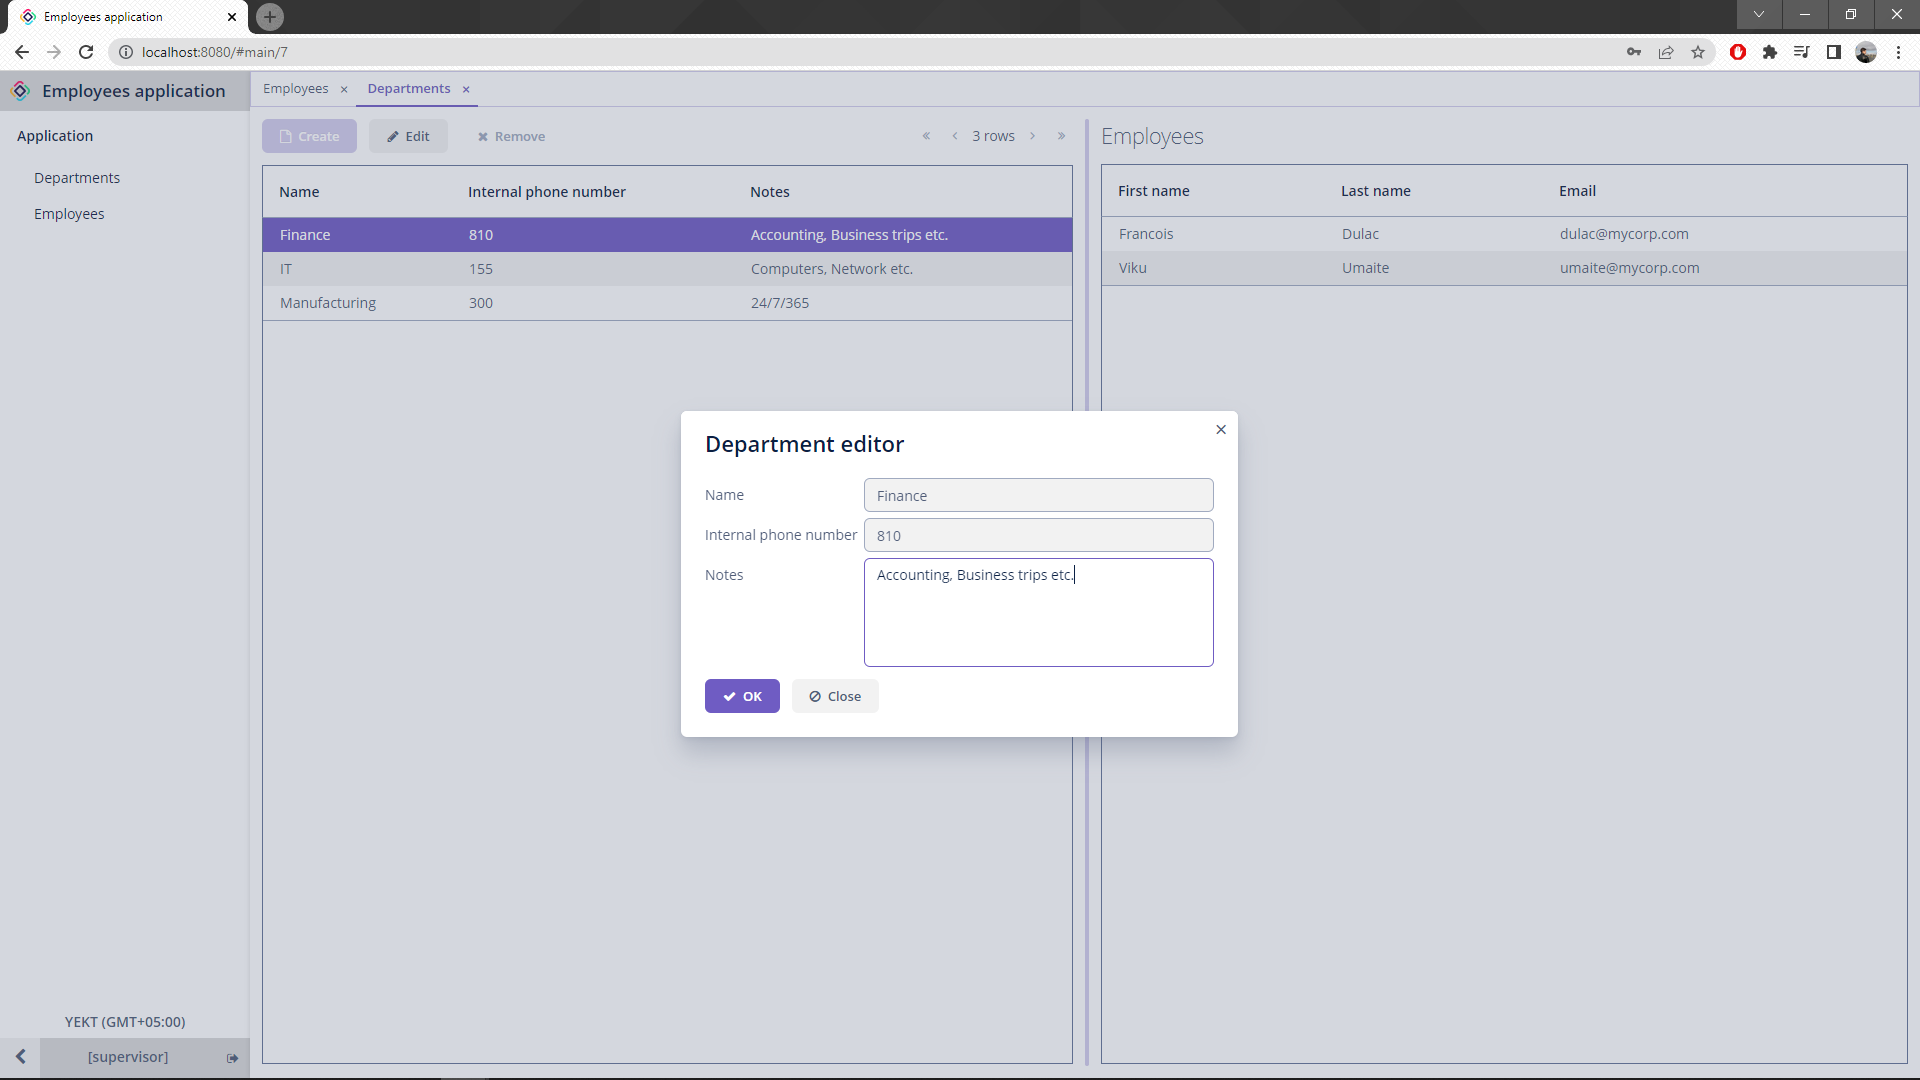 Employees application
localhost:8080/#main/7
Employees application
Employees
Departments
Application
Departments
Employees
Create
Edit
Remove
3 rows
Name Internal phone number Notes
Finance 810 Accounting, Business trips etc.
IT 155 Computers, Network etc.
Manufacturing 300 24/7/365
Employees
First name Last name Email
Francois Dulac dulac@mycorp.com
Viku Umaite umaite@mycorp.com
Department editor
Name Finance
Internal phone number 810
Notes Accounting, Business trips etc.
OK
Close
YEKT (GMT+05:00)
[supervisor]